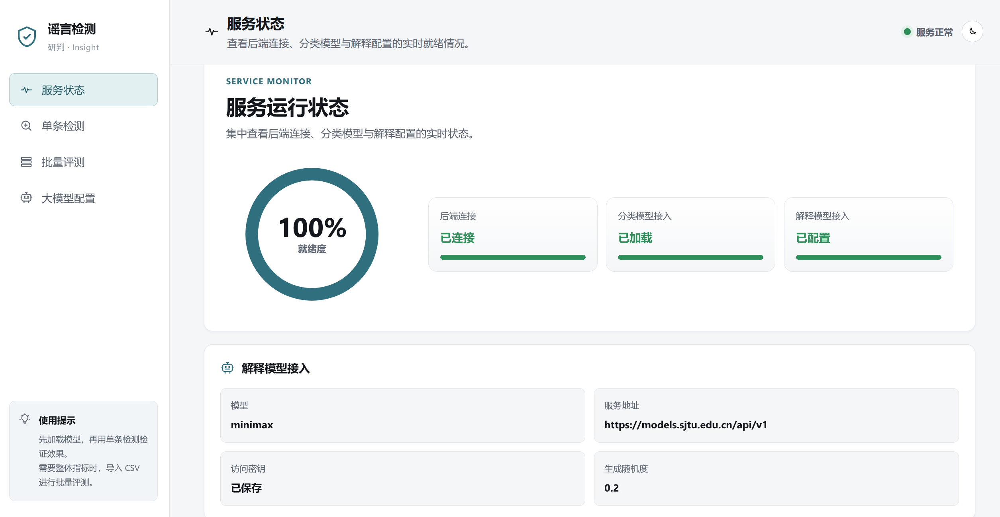 谣言检测
研判 · Insight
服务状态
单条检测
批量评测
大模型配置
使用提示
先加载模型，再用单条检测验
证效果。
需要整体指标时，导入 CSV
进行批量评测。
服务状态
查看后端连接、分类模型与解释配置的实时就绪情况。
服务正常
SERVICE MONITOR
服务运行状态
集中查看后端连接、分类模型与解释配置的实时状态。
100%
就绪度
后端连接
已连接
分类模型接入
已加载
解释模型接入
已配置
解释模型接入
模型
minimax
服务地址
https://models.sjtu.edu.cn/api/v1
访问密钥
已保存
生成随机度
0.2